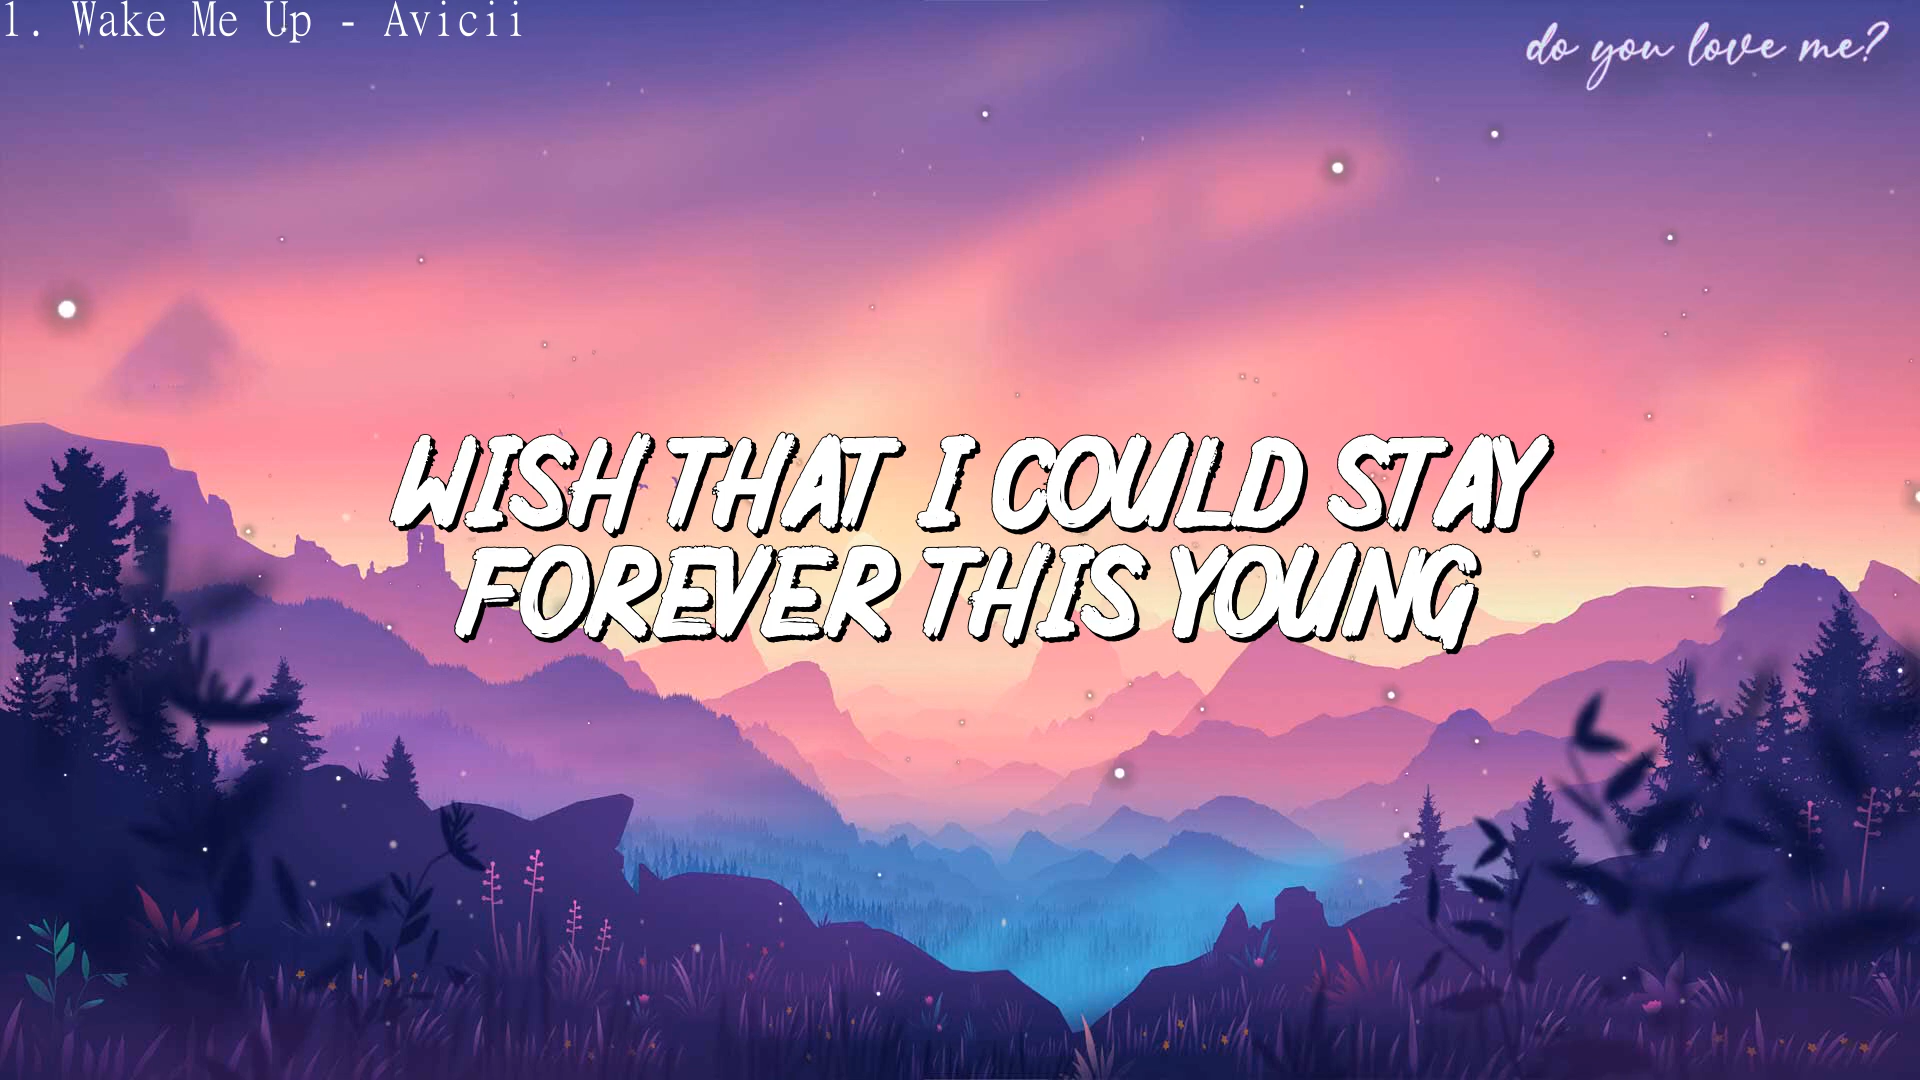 1. Wake Me Up - Avicii
do you love me?
WISH THAT I COULD STAY
FOREVER THIS YOUNG